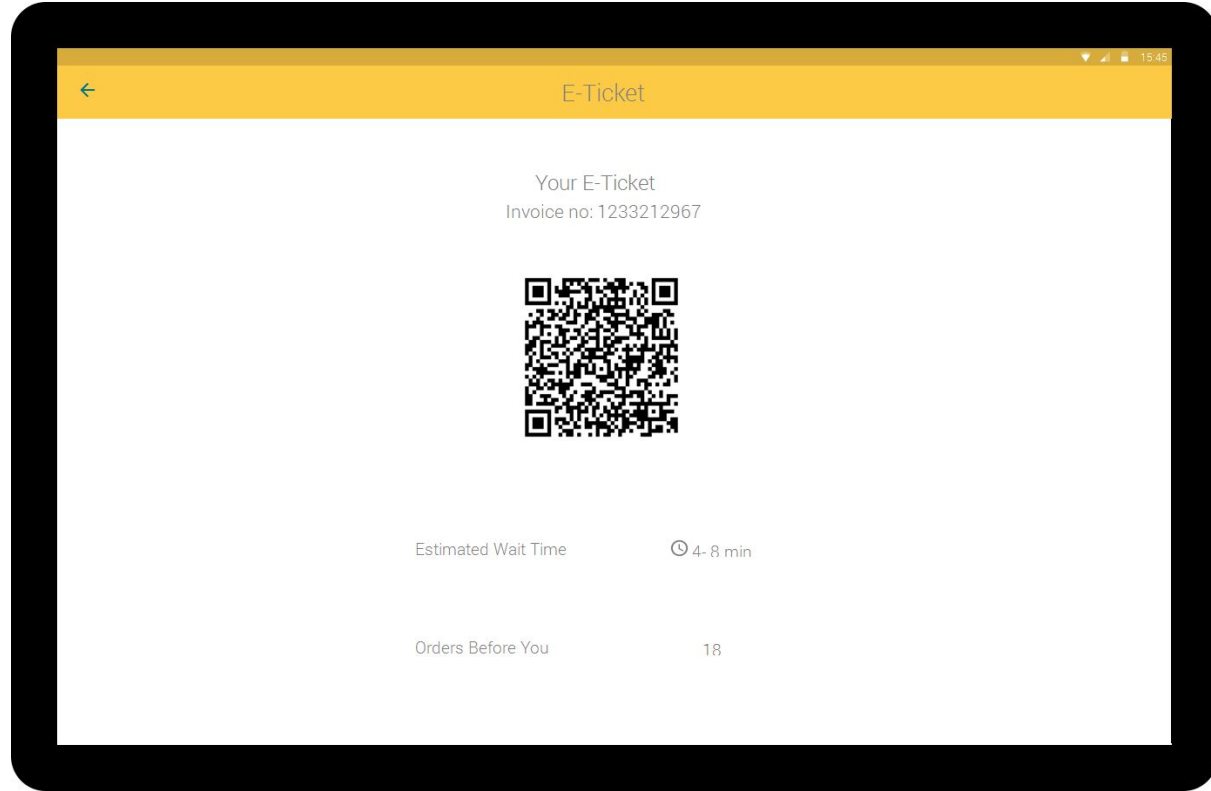 15:45
E-Ticket
Your E-Ticket
Invoice no: 1233212967
Estimated Wait Time 4- 8 min
Orders Before You 18